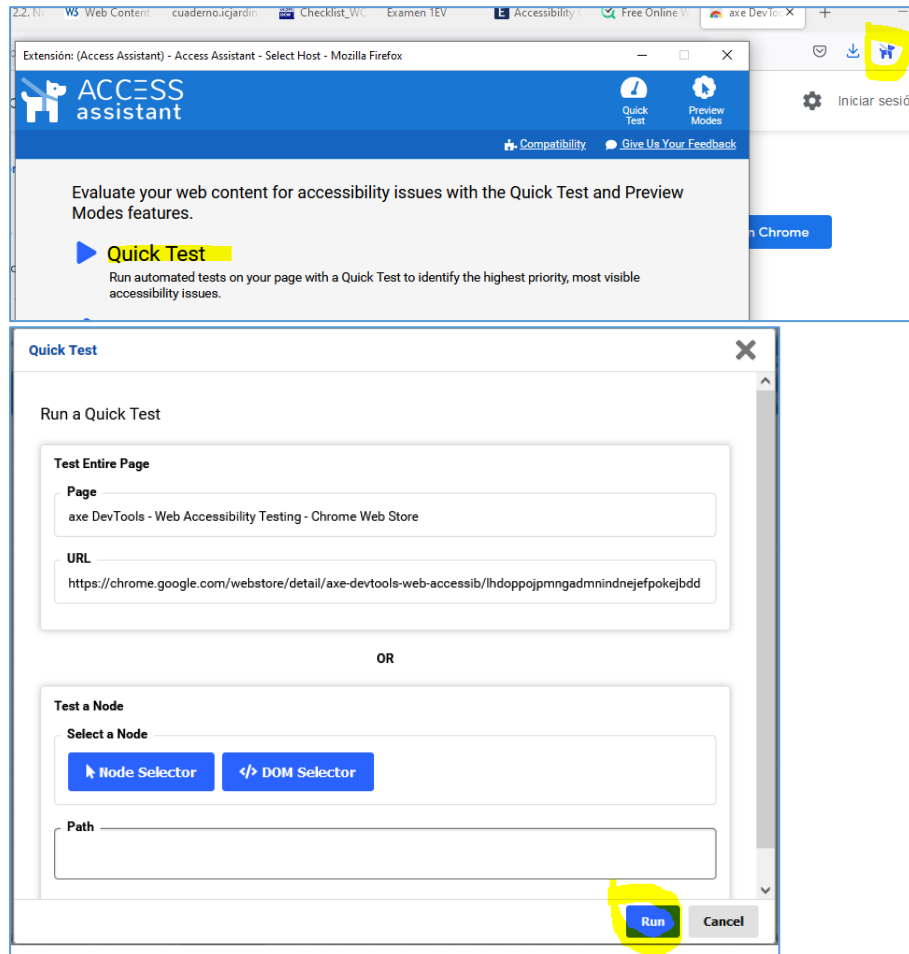 2.2. N
W3 Web Content
cuaderno.icjardin
Checklist_WC
Examen 1EV
E Accessibility
Free Online W
axe DevToc
Extensión: (Access Assistant) - Access Assistant - Select Host - Mozilla Firefox
ACCESS
assistant
Quick
Test
Preview
Modes
Iniciar sesió
Compatibility
Give Us Your Feedback
Evaluate your web content for accessibility issues with the Quick Test and Preview
Modes features.
n Chrome
Quick Test
Run automated tests on your page with a Quick Test to identify the highest priority, most visible
accessibility issues.
Quick Test
Run a Quick Test
Test Entire Page
Page
axe DevTools - Web Accessibility Testing - Chrome Web Store
URL
https://chrome.google.com/webstore/detail/axe-devtools-web-accessib/lhdoppojpmngadmnindnejefpokejbdd
OR
Test a Node
Select a Node
Node Selector
</> DOM Selector
Path
Run
Cancel